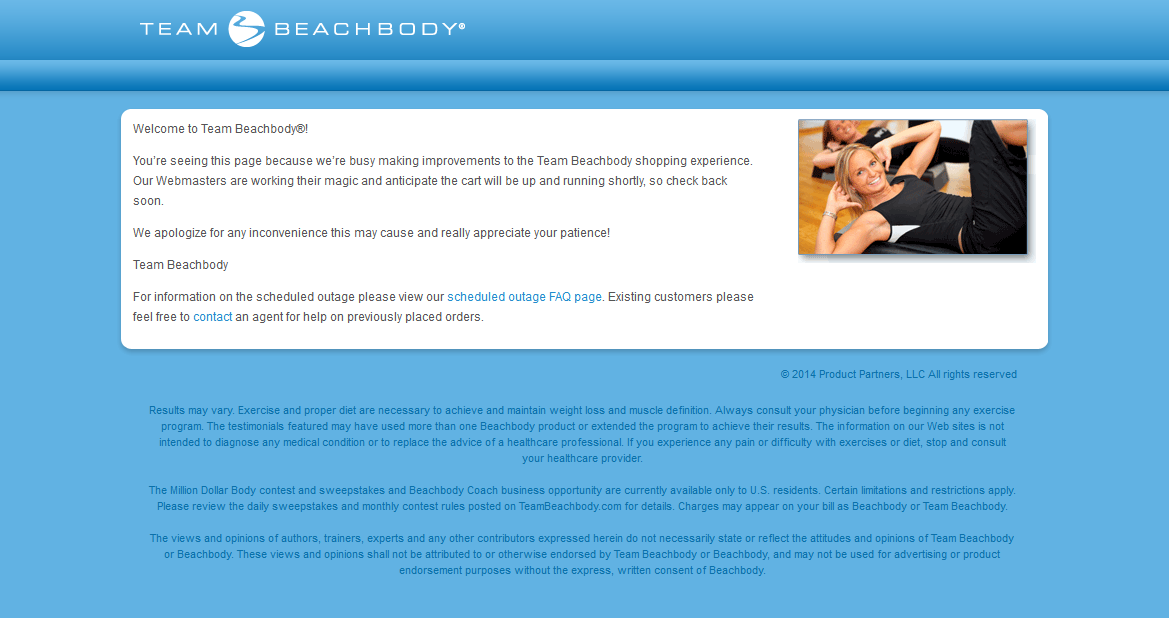 TEAM BEACHBODY®
Welcome to Team Beachbody®!
You're seeing this page because we're busy making improvements to the Team Beachbody shopping experience.
Our Webmasters are working their magic and anticipate the cart will be up and running shortly, so check back
soon.
We apologize for any inconvenience this may cause and really appreciate your patience!
Team Beachbody
For information on the scheduled outage please view our scheduled outage FAQ page. Existing customers please
feel free to contact an agent for help on previously placed orders.
© 2014 Product Partners, LLC All rights reserved
Results may vary. Exercise and proper diet are necessary to achieve and maintain weight loss and muscle definition. Always consult your physician before beginning any exercise
program. The testimonials featured may have used more than one Beachbody product or extended the program to achieve their results. The information on our Web sites is not
intended to diagnose any medical condition or to replace the advice of a healthcare professional. If you experience any pain or difficulty with exercises or diet, stop and consult
your healthcare provider.
The Million Dollar Body contest and sweepstakes and Beachbody Coach business opportunity are currently available only to U.S. residents. Certain limitations and restrictions apply.
Please review the daily sweepstakes and monthly contest rules posted on TeamBeachbody.com for details. Charges may appear on your bill as Beachbody or Team Beachbody.
The views and opinions of authors, trainers, experts and any other contributors expressed herein do not necessarily state or reflect the attitudes and opinions of Team Beachbody
or Beachbody. These views and opinions shall not be attributed to or otherwise endorsed by Team Beachbody or Beachbody, and may not be used for advertising or product
endorsement purposes without the express, written consent of Beachbody.